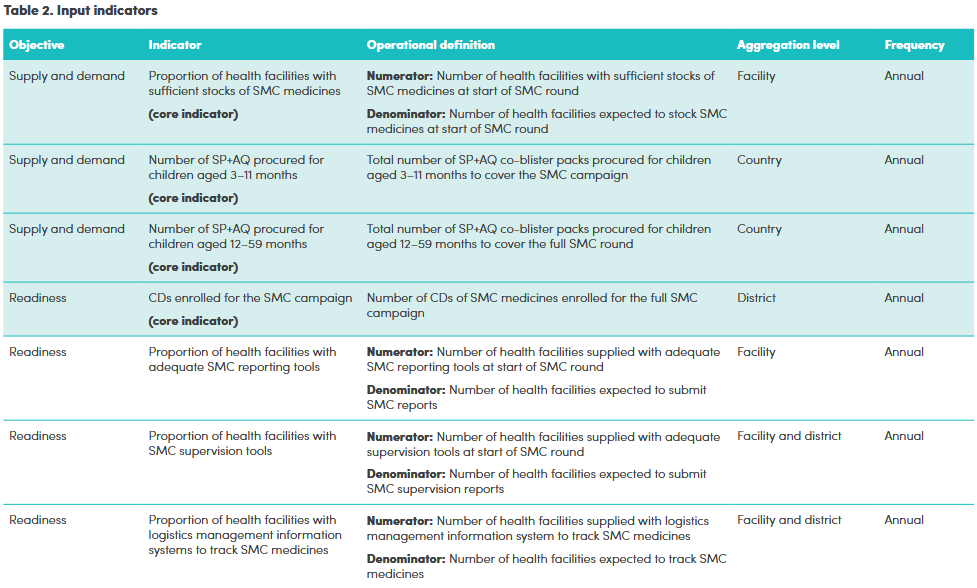 Table 2. Input indicators
Objective Indicator Operational definition Aggregation level Frequency
Supply and demand Proportion of health facilities with Numerator: Number of health facilities with sufficient stocks of Facility Annual
sufficient stocks of SMC medicines SMC medicines at start of SMC round
(core indicator) Denominator: Number of health facilities expected to stock SMC
medicines at start of SMC round
Supply and demand Number of SP+AQ procured for Total number of SP+AQ co-blister packs procured for children Country Annual
children aged 3–11 months aged 3–11 months to cover the SMC campaign
(core indicator)
Supply and demand Number of SP+AQ procured for Total number of SP+AQ co-blister packs procured for children Country Annual
children aged 12–59 months aged 12–59 months to cover the full SMC round
(core indicator)
Readiness CDs enrolled for the SMC campaign Number of CDs of SMC medicines enrolled for the full SMC District Annual
campaign
(core indicator)
Readiness Proportion of health facilities with Numerator: Number of health facilities supplied with adequate Facility Annual
adequate SMC reporting tools SMC reporting tools at start of SMC round
Denominator: Number of health facilities expected to submit
SMC reports
Readiness Proportion of health facilities with Numerator: Number of health facilities supplied with adequate Facility and district Annual
SMC supervision tools supervision tools at start of SMC round
Denominator: Number of health facilities expected to submit
SMC supervision reports
Readiness Proportion of health facilities with Numerator: Number of health facilities supplied with logistics Facility and district Annual
logistics management information management information system to track SMC medicines
systems to track SMC medicines
Denominator: Number of health facilities expected to track SMC
medicines